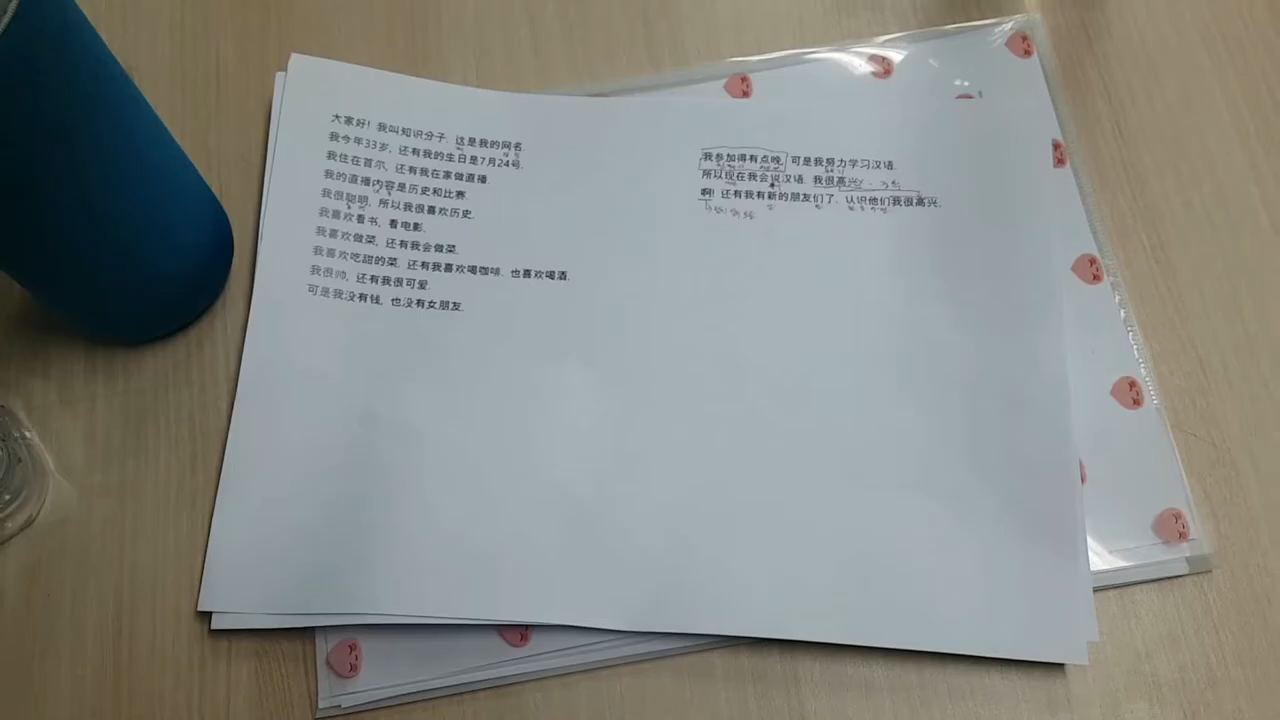 大家好! 我叫知识分子. 这是我的网名
我今年33岁, 还有我的生日是7月24号.
我住在首尔, 还有我在家做直播.
我的直播内容是历史和比赛.
我很聪明, 所以我很喜欢历史.
我喜欢看书, 看电影.
我喜欢做菜, 还有我会做菜.
我喜欢吃甜的菜. 还有我喜欢喝咖啡. 也喜欢喝酒.
我很帅, 还有我很可爱.
可是我没有钱, 也没有女朋友.
我参加得有点晚, 可是我努力学习汉语.
所以现在我会说汉语. 我很高兴
啊! 还有我有新的朋友们了. 认识他们我很高兴.